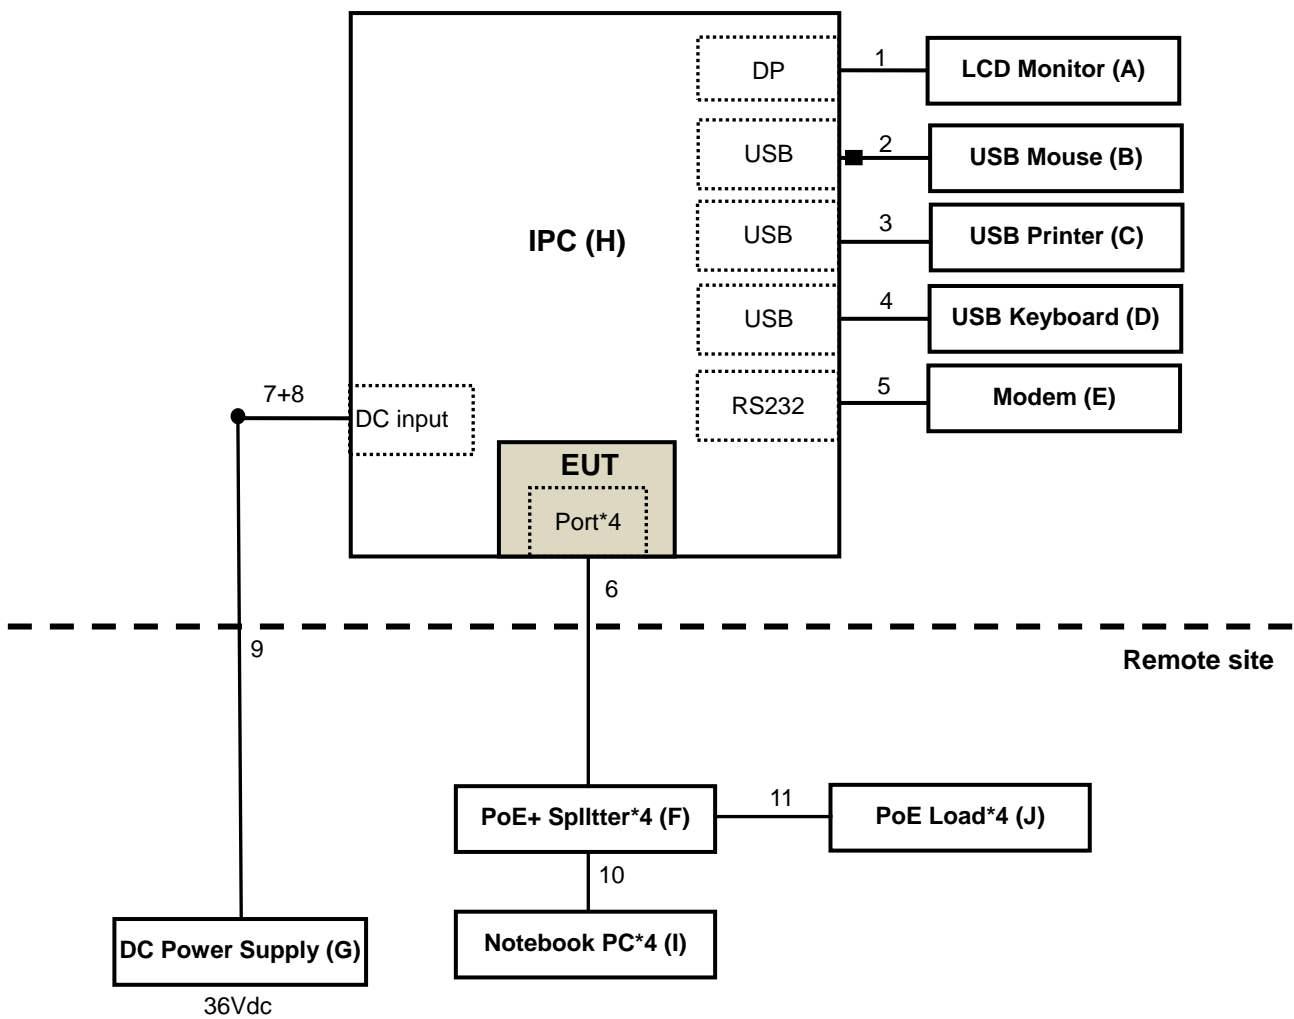 DP
1
LCD Monitor (A)
USB
2
USB Mouse (B)
IPC (H)
USB
3
USB Printer (C)
USB
4
USB Keyboard (D)
7+8
DC input
RS232
5
Modem (E)
EUT
Port*4
6
9
Remote site
PoE+ SplItter*4 (F)
11
PoE Load*4 (J)
10
DC Power Supply (G)
Notebook PC*4 (I)
36Vdc